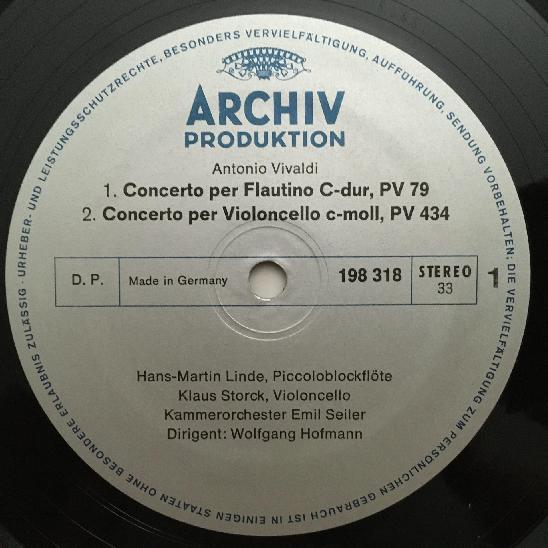 ARCHIV
PRODUKTION
Antonio Vivaldi
1. Concerto per Flautino C-dur, PV 79
2. Concerto per Violoncello c-moll, PV 434
D. P. Made in Germany 198 318 STEREO 33 1
Hans-Martin Linde, Piccoloblockflöte
Klaus Storck, Violoncello
Kammerorchester Emil Seiler
Dirigent: Wolfgang Hofmann
URHEBER- UND LEISTUNGSSCHUTZRECHTE, BESONDERS VERVIELFÄLTIGUNG, AUFFÜHRUNG, SENDUNG VORBEHALTEN; DIE VERVIELFÄLTIGUNG ZUM PERSÖNLICHEN GEBRAUCH IST IN EINIGEN STAATEN OHNE BESONDERE ERLAUBNIS ZULÄSSIG ·